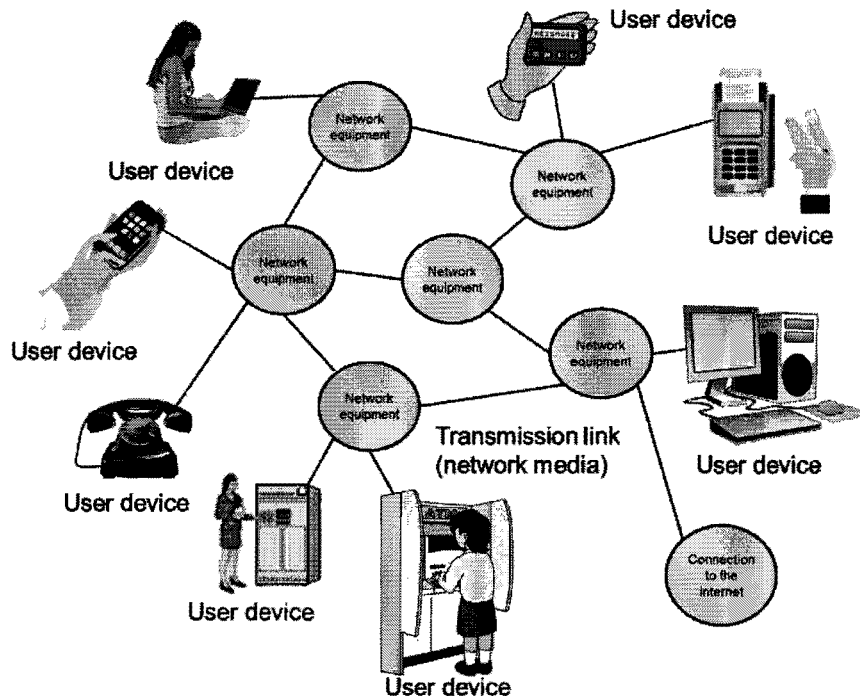 User device
Network
equipment
User device
Network
equipment
User device
Network
equipment
Network
equipment
User device
Network
equipment
Network
equipment
Transmission link
(network media)
User device
User device
User device
Connection
to the
internet
User device